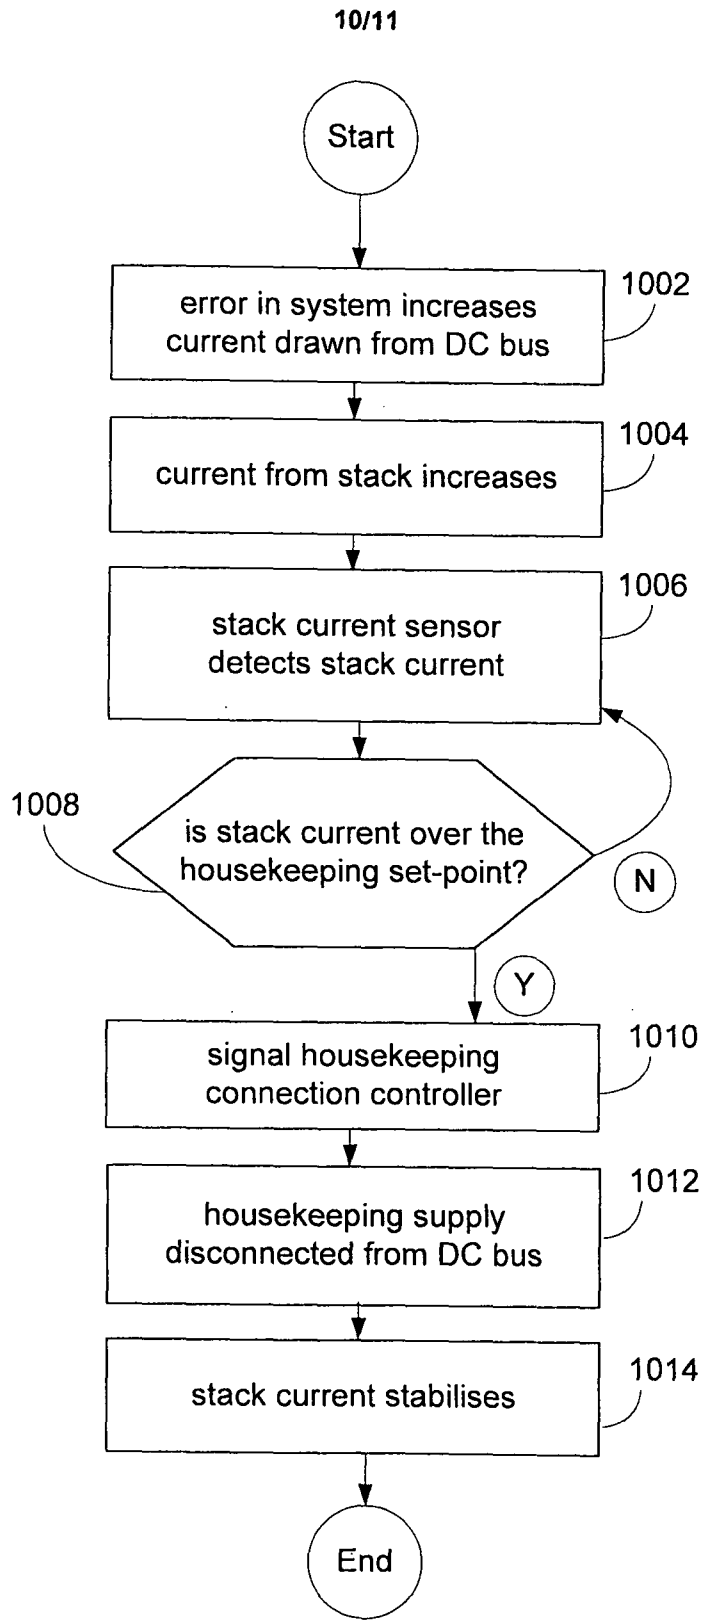 10/11
Start
error in system increases
current drawn from DC bus
1002
current from stack increases
1004
stack current sensor
detects stack current
1006
is stack current over the
housekeeping set-point?
1008
N
Y
signal housekeeping
connection controller
1010
housekeeping supply
disconnected from DC bus
1012
stack current stabilises
1014
End